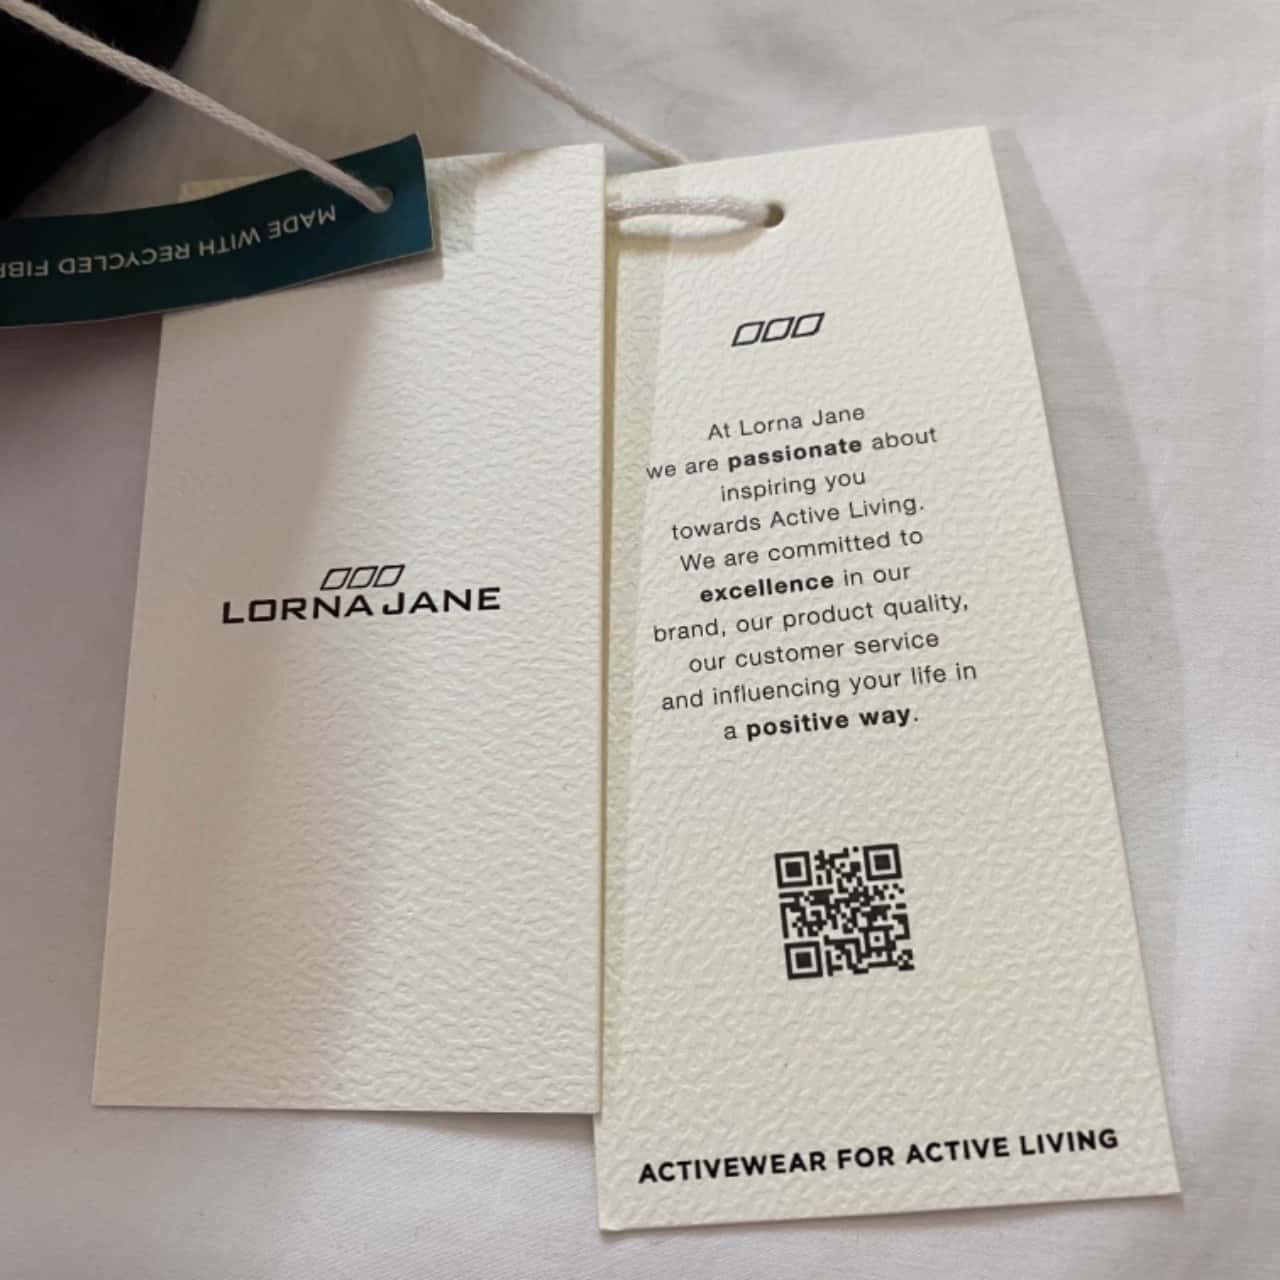 MADE WITH RECYCLED
LORNA JANE
At Lorna Jane
we are passionate about
inspiring you
towards Active Living.
We are committed to
excellence in our
brand, our product quality,
our customer service
and influencing your life in
a positive way.
ACTIVEWEAR FOR ACTIVE LIVING